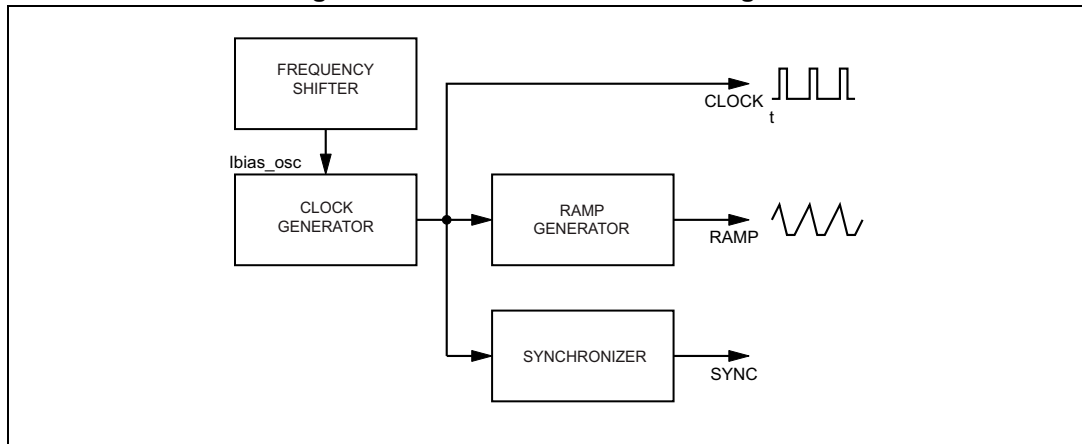 FREQUENCY
SHIFTER
CLOCK
t
Ibias_osc
CLOCK
GENERATOR
RAMP
GENERATOR
RAMP
SYNCHRONIZER
SYNC